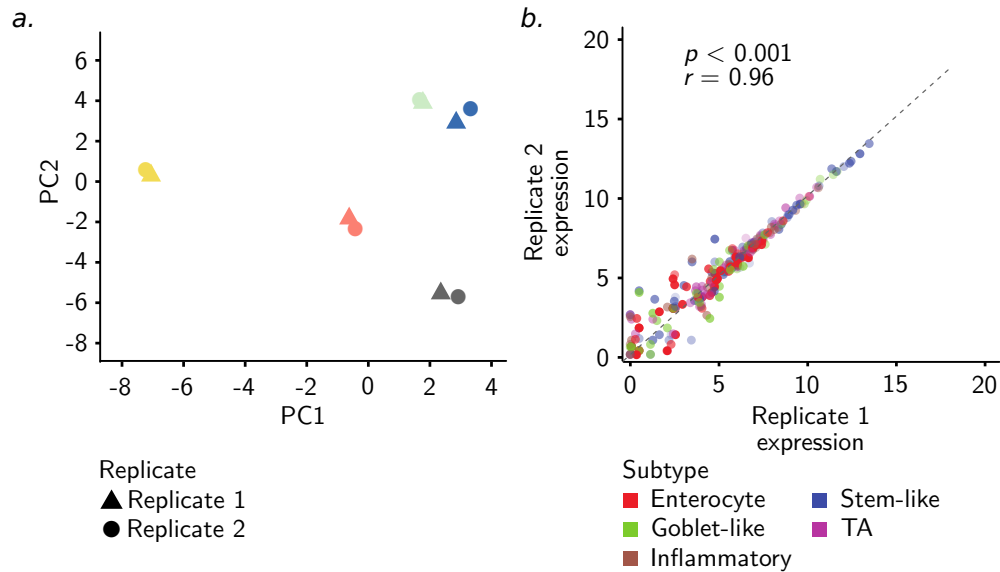 a.
PC2
6
4
2
0
-2
-4
-6
-8
-8 -6 -4 -2 0 2 4
PC1
Replicate
Replicate 1
Replicate 2
b.
p < 0.001
r = 0.96
Replicate 2
expression
20
15
10
5
0
0 5 10 15 20
Replicate 1
expression
Subtype
Enterocyte
Goblet-like
Inflammatory
Stem-like
TA